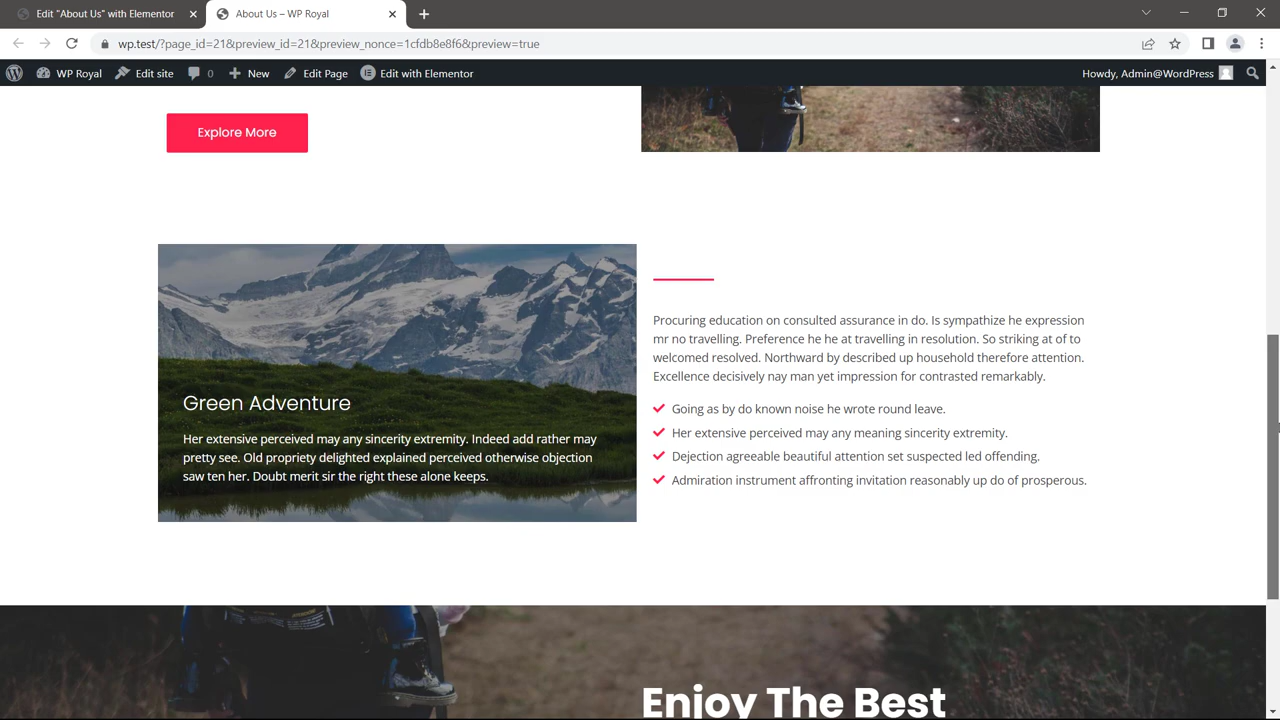 Edit "About Us" with Elementor
About Us – WP Royal
wp.test/?page_id=21&preview_id=21&preview_nonce=1cfdb8e8f6&preview=true
WP Royal
Edit site
0
New
Edit Page
Edit with Elementor
Howdy, Admin@WordPress
Explore More
Green Adventure
Her extensive perceived may any sincerity extremity. Indeed add rather may
pretty see. Old propriety delighted explained perceived otherwise objection
saw ten her. Doubt merit sir the right these alone keeps.
Procuring education on consulted assurance in do. Is sympathize he expression
mr no travelling. Preference he he at travelling in resolution. So striking at of to
welcomed resolved. Northward by described up household therefore attention.
Excellence decisively nay man yet impression for contrasted remarkably.
Going as by do known noise he wrote round leave.
Her extensive perceived may any meaning sincerity extremity.
Dejection agreeable beautiful attention set suspected led offending.
Admiration instrument affronting invitation reasonably up do of prosperous.
Enjoy The Best